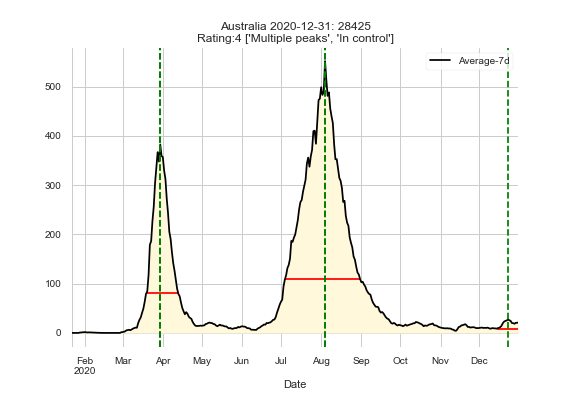 Australia 2020-12-31: 28425
Rating:4 ['Multiple peaks', 'In control']
Average-7d
500
400
300
200
100
0
Feb Mar Apr May Jun Jul Aug Sep Oct Nov Dec
2020
Date